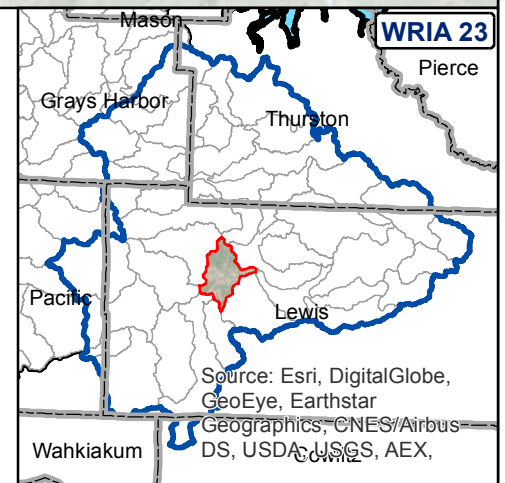 Mason
WRIA 23
Pierce
Grays Harbor
Thurston
Pacific
Lewis
Source: Esri, DigitalGlobe,
GeoEye, Earthstar
Geographics, CNES/Airbus
DS, USDA, USGS, AEX,
Wahkiakum
Cowlitz